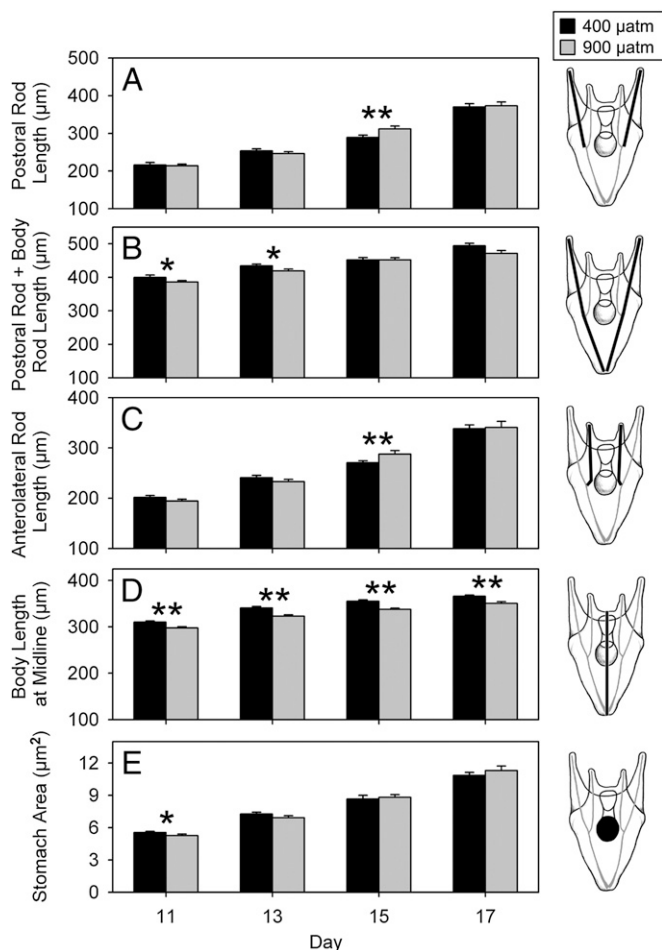 400 µatm
900 µatm
A
Postoral Rod
Length (µm)
500
400
300
200
100
**
B
Postoral Rod + Body
Rod Length (µm)
500
400
300
200
100
*
*
C
Anterolateral Rod
Length (µm)
400
300
200
100
**
D
Body Length
at Midline (µm)
400
300
200
100
**
**
**
**
E
Stomach Area (µm²)
12
9
6
3
0
*
11
13
15
17
Day